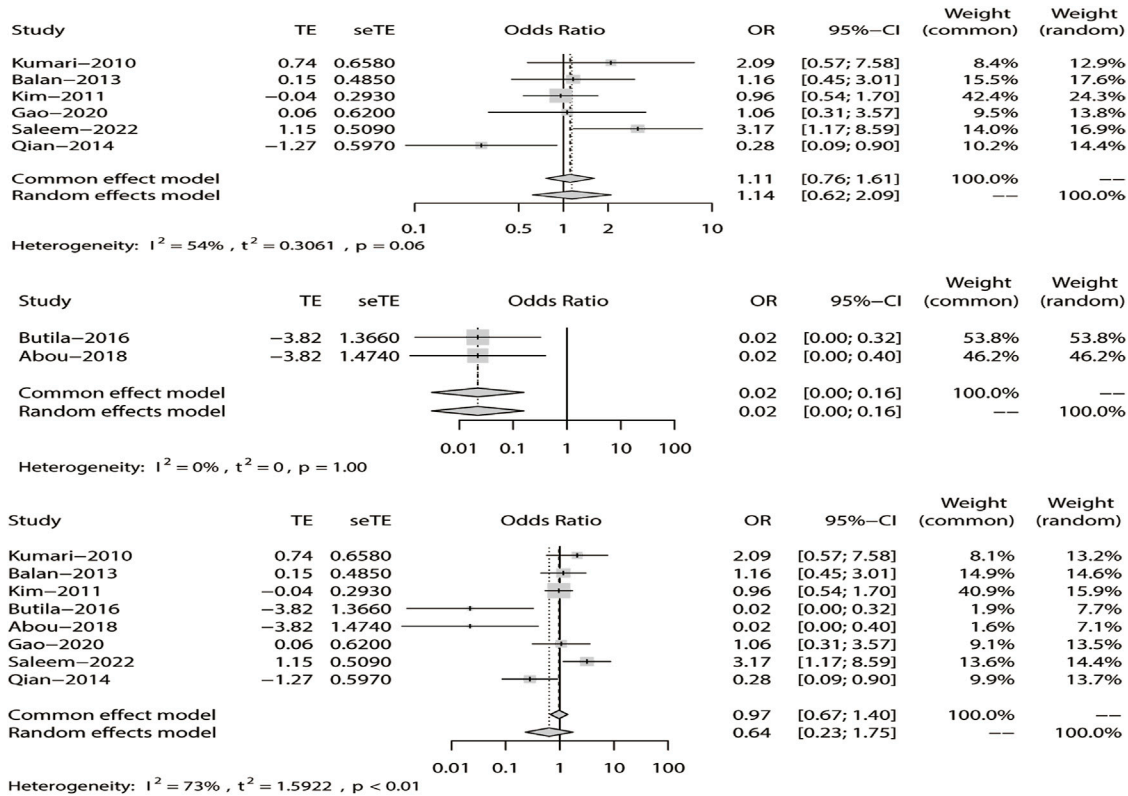 Weight Weight
Study TE seTE Odds Ratio OR 95%−CI (common) (random)
Kumari−2010 0.74 0.6580 2.09 [0.57; 7.58] 8.4% 12.9%
Balan−2013 0.15 0.4850 1.16 [0.45; 3.01] 15.5% 17.6%
Kim−2011 −0.04 0.2930 0.96 [0.54; 1.70] 42.4% 24.3%
Gao−2020 0.06 0.6200 1.06 [0.31; 3.57] 9.5% 13.8%
Saleem−2022 1.15 0.5090 3.17 [1.17; 8.59] 14.0% 16.9%
Qian−2014 −1.27 0.5970 0.28 [0.09; 0.90] 10.2% 14.4%
Common effect model 1.11 [0.76; 1.61] 100.0% −−
Random effects model 1.14 [0.62; 2.09] −− 100.0%
0.1 0.5 1 2 10
Heterogeneity: I² = 54% , t² = 0.3061 , p = 0.06
Weight Weight
Study TE seTE Odds Ratio OR 95%−CI (common) (random)
Butila−2016 −3.82 1.3660 0.02 [0.00; 0.32] 53.8% 53.8%
Abou−2018 −3.82 1.4740 0.02 [0.00; 0.40] 46.2% 46.2%
Common effect model 0.02 [0.00; 0.16] 100.0% −−
Random effects model 0.02 [0.00; 0.16] −− 100.0%
0.01 0.1 1 10 100
Heterogeneity: I² = 0% , t² = 0 , p = 1.00
Weight Weight
Study TE seTE Odds Ratio OR 95%−CI (common) (random)
Kumari−2010 0.74 0.6580 2.09 [0.57; 7.58] 8.1% 13.2%
Balan−2013 0.15 0.4850 1.16 [0.45; 3.01] 14.9% 14.6%
Kim−2011 −0.04 0.2930 0.96 [0.54; 1.70] 40.9% 15.9%
Butila−2016 −3.82 1.3660 0.02 [0.00; 0.32] 1.9% 7.7%
Abou−2018 −3.82 1.4740 0.02 [0.00; 0.40] 1.6% 7.1%
Gao−2020 0.06 0.6200 1.06 [0.31; 3.57] 9.1% 13.5%
Saleem−2022 1.15 0.5090 3.17 [1.17; 8.59] 13.6% 14.4%
Qian−2014 −1.27 0.5970 0.28 [0.09; 0.90] 9.9% 13.7%
Common effect model 0.97 [0.67; 1.40] 100.0% −−
Random effects model 0.64 [0.23; 1.75] −− 100.0%
0.01 0.1 1 10 100
Heterogeneity: I² = 73% , t² = 1.5922 , p < 0.01